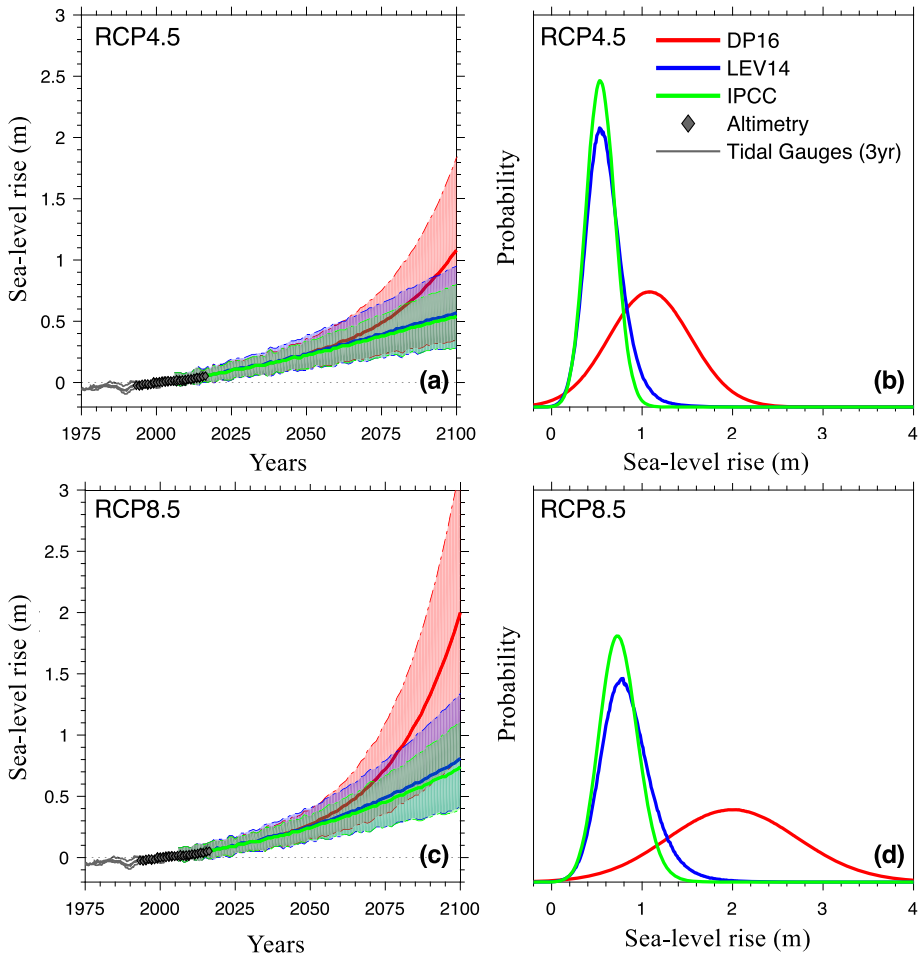 RCP4.5
3
2.5
2
1.5
1
0.5
0
Sea-level rise (m)
(a)
1975 2000 2025 2050 2075 2100
Years
RCP4.5
DP16
LEV14
IPCC
Altimetry
Tidal Gauges (3yr)
Probability
(b)
0 1 2 3 4
Sea-level rise (m)
RCP8.5
3
2.5
2
1.5
1
0.5
0
Sea-level rise (m)
(c)
1975 2000 2025 2050 2075 2100
Years
RCP8.5
Probability
(d)
0 1 2 3 4
Sea-level rise (m)